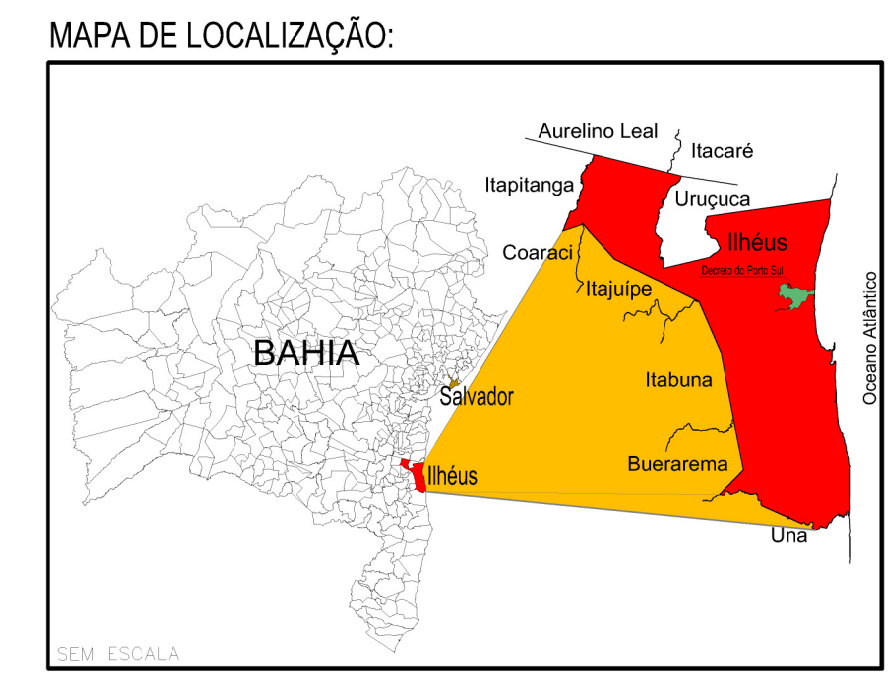 MAPA DE LOCALIZAÇÃO:
Aurelino Leal
Itacaré
Itapitanga
Uruçuca
Ilhéus
Coaraci
Decreto do Porto Sul
Itajuípe
Oceano Atlântico
BAHIA
Itabuna
Salvador
Buerarema
Ilhéus
Una
SEM ESCALA